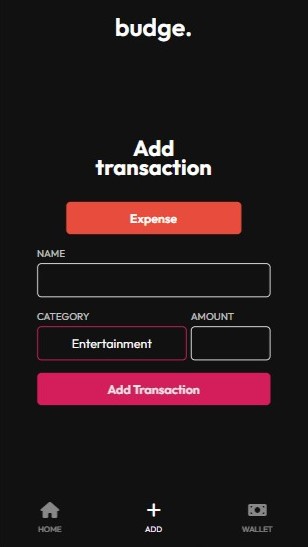 budge.
Add
transaction
Expense
NAME
CATEGORY AMOUNT
Entertainment
Add Transaction
HOME ADD WALLET